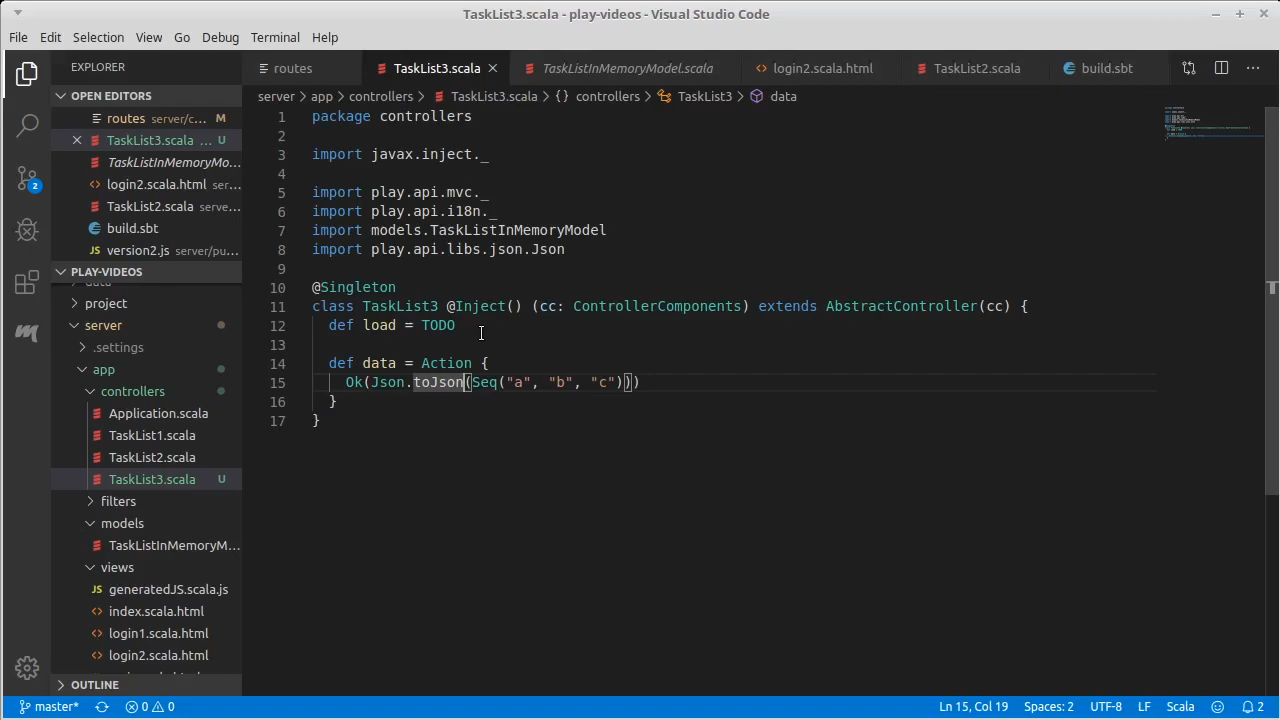 TaskList3.scala - play-videos - Visual Studio Code
File Edit Selection View Go Debug Terminal Help
EXPLORER
routes
TaskList3.scala
TaskListInMemoryModel.scala
login2.scala.html
TaskList2.scala
build.sbt
server > app > controllers > TaskList3.scala > {} controllers > TaskList3 > data
OPEN EDITORS
routes server/c... M
TaskList3.scala ... U
TaskListInMemoryMo...
login2.scala.html ser...
TaskList2.scala serve...
build.sbt
JS version2.js server/pu...
PLAY-VIDEOS
data
project
server
.settings
app
controllers
Application.scala
TaskList1.scala
TaskList2.scala
TaskList3.scala U
filters
models
TaskListInMemoryM...
views
JS generatedJS.scala.js
index.scala.html
login1.scala.html
login2.scala.html
OUTLINE
2
1 package controllers
2
3 import javax.inject._
4
5 import play.api.mvc._
6 import play.api.i18n._
7 import models.TaskListInMemoryModel
8 import play.api.libs.json.Json
9
10 @Singleton
11 class TaskList3 @Inject() (cc: ControllerComponents) extends AbstractController(cc) {
12 def load = TODO
13
14 def data = Action {
15 Ok(Json.toJson(Seq("a", "b", "c")))
16 }
17 }
master* 0 0 Ln 15, Col 19 Spaces: 2 UTF-8 LF Scala 2